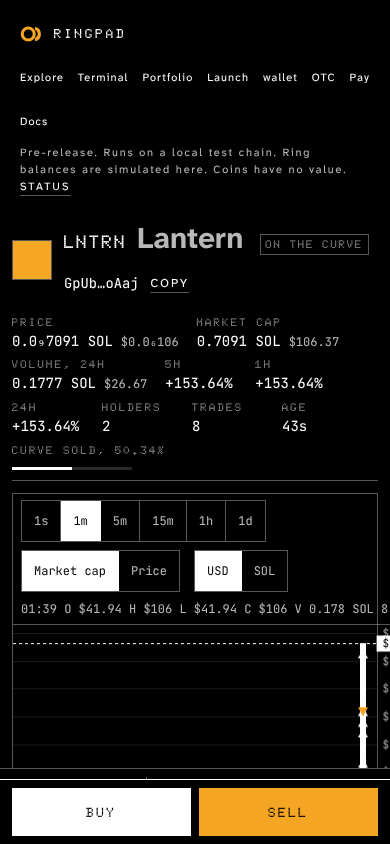 RINGPAD
Explore Terminal Portfolio Launch wallet OTC Pay
Docs
Pre-release. Runs on a local test chain. Ring
balances are simulated here. Coins have no value.
STATUS
LNTRN Lantern ON THE CURVE
GpUb…oAaj COPY
PRICE MARKET CAP
0.0₉7091 SOL $0.0₆106 0.7091 SOL $106.37
VOLUME, 24H 5H 1H
0.1777 SOL $26.67 +153.64% +153.64%
24H HOLDERS TRADES AGE
+153.64% 2 8 43s
CURVE SOLD, 50.34%
1s 1m 5m 15m 1h 1d
Market cap Price USD SOL
01:39 O $41.94 H $106 L $41.94 C $106 V 0.178 SOL 8
$
$
$
$
$
$
BUY SELL